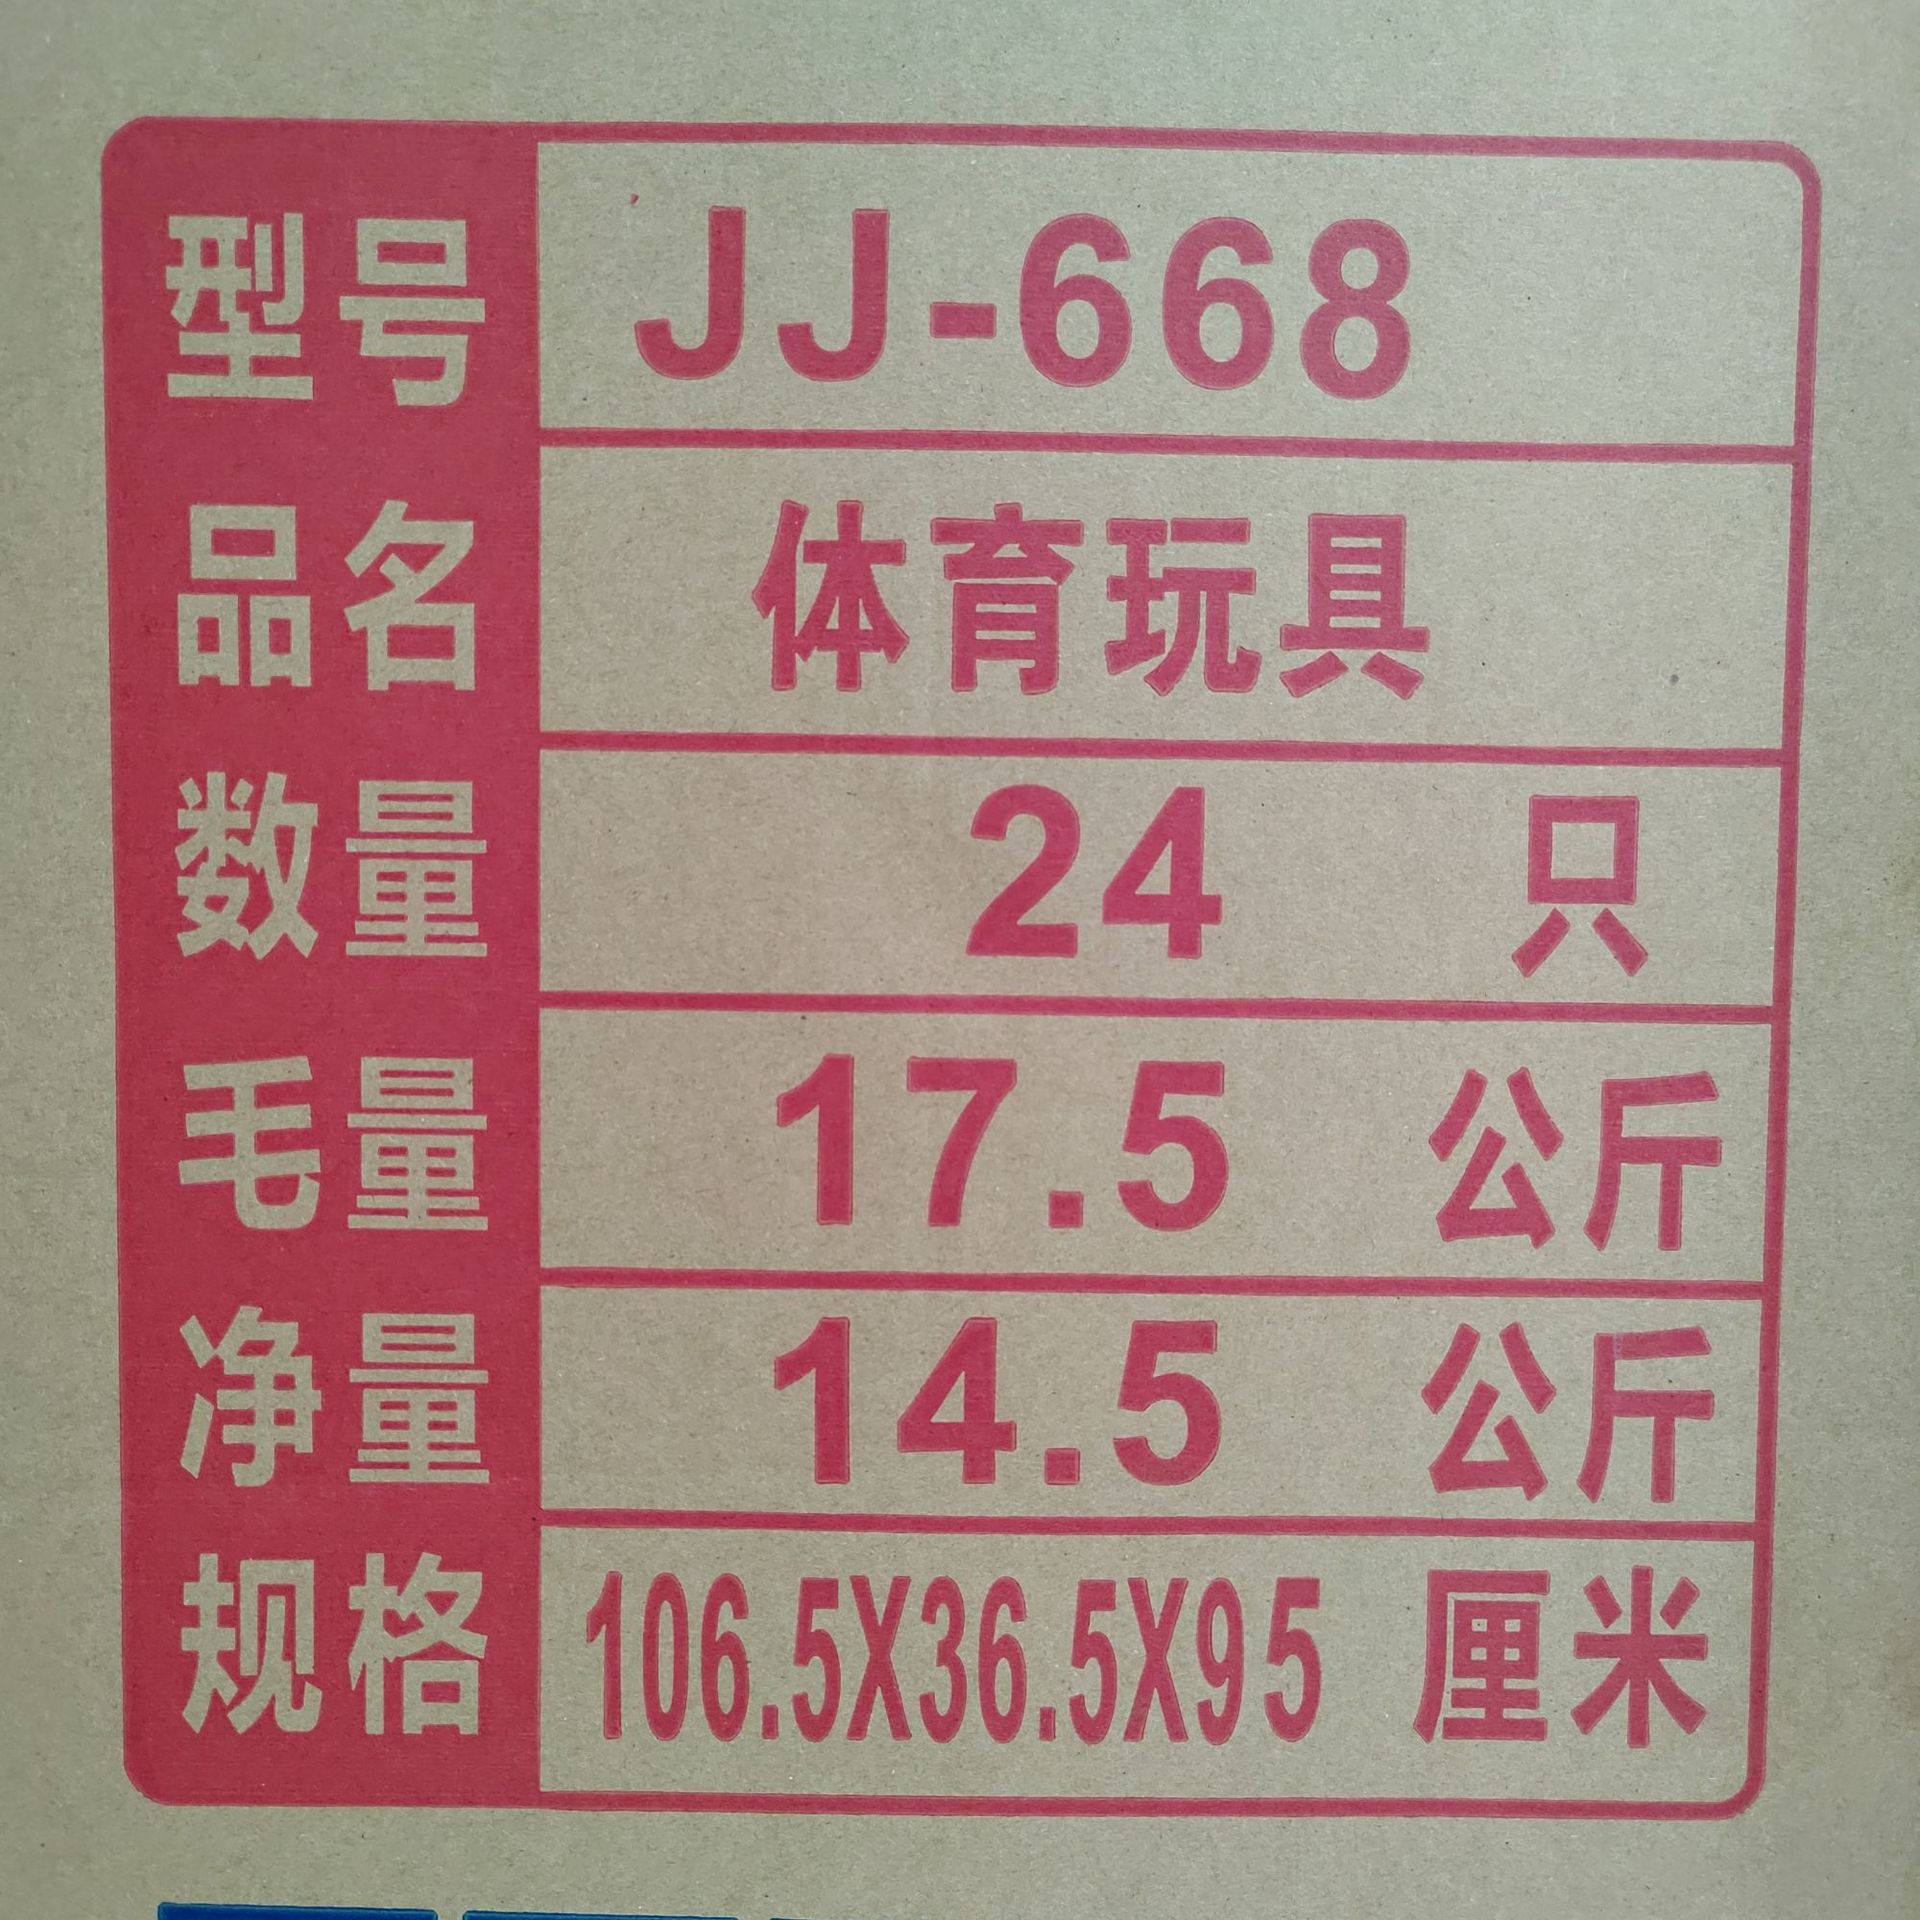 型号 JJ-668
品名 体育玩具
数量 24 只
毛量 17.5 公斤
净量 14.5 公斤
规格 106.5X36.5X95 厘米